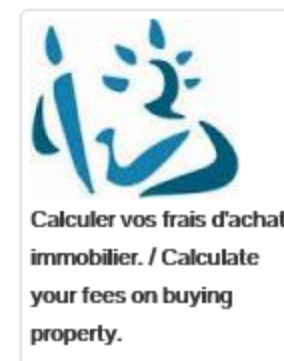 Calculer vos frais d'achat
immobilier. / Calculate
your fees on buying
property.